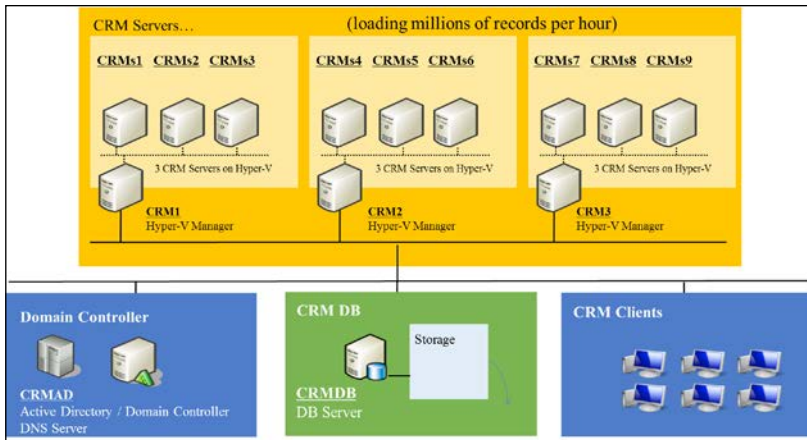 CRM Servers… (loading millions of records per hour)
CRMs1 CRMs2 CRMs3
CRMs4 CRMs5 CRMs6
CRMs7 CRMs8 CRMs9
3 CRM Servers on Hyper-V
3 CRM Servers on Hyper-V
3 CRM Servers on Hyper-V
CRM1
Hyper-V Manager
CRM2
Hyper-V Manager
CRM3
Hyper-V Manager
Domain Controller
CRMAD
Active Directory / Domain Controller
DNS Server
CRM DB
Storage
CRMDB
DB Server
CRM Clients